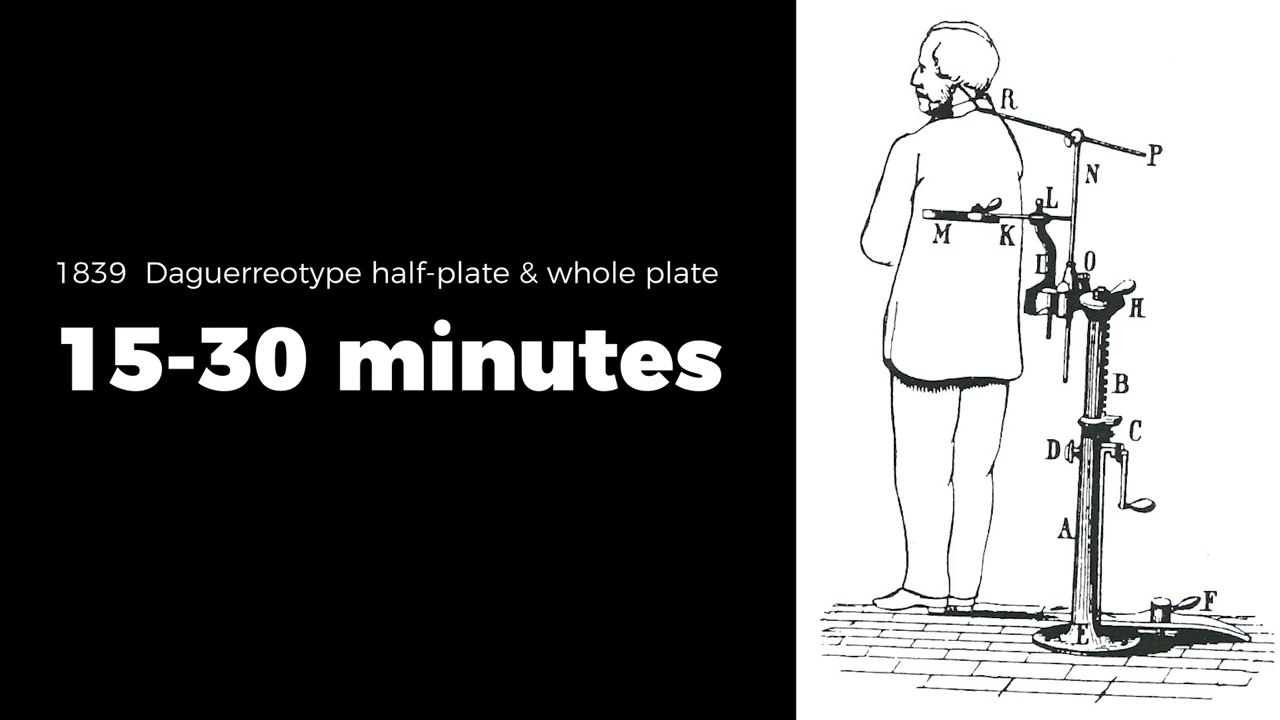 1839 Daguerreotype half-plate & whole plate
15-30 minutes
R
P
N
L
M K
I O
H
B
C
D
A
F
E